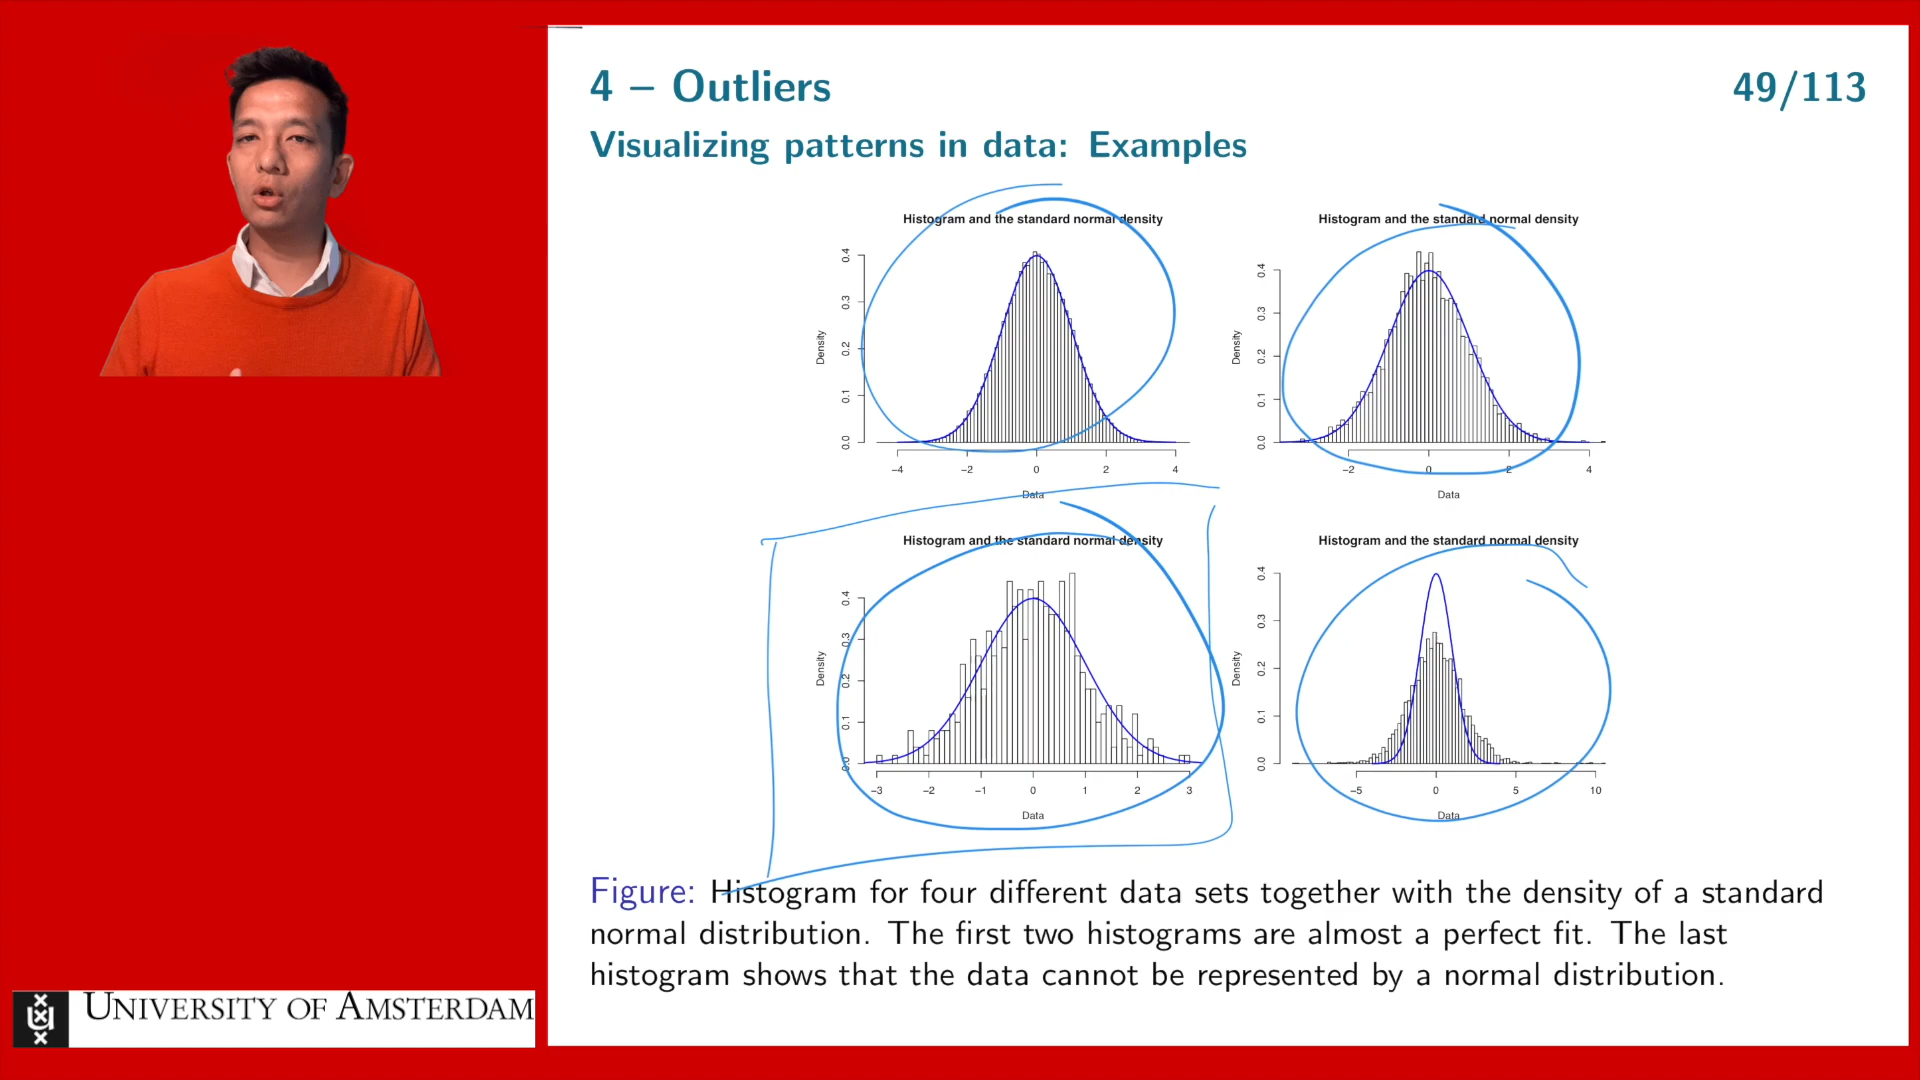 4 – Outliers
49/113
Visualizing patterns in data: Examples
Histogram and the standard normal density
Density
0.0 0.1 0.2 0.3 0.4
−4 −2 0 2 4
Data
Histogram and the standard normal density
Density
0.0 0.1 0.2 0.3 0.4
−2 0 2 4
Data
Histogram and the standard normal density
Density
0.0 0.1 0.2 0.3 0.4
−3 −2 −1 0 1 2 3
Data
Histogram and the standard normal density
Density
0.0 0.1 0.2 0.3 0.4
−5 0 5 10
Data
Figure: Histogram for four different data sets together with the density of a standard
normal distribution. The first two histograms are almost a perfect fit. The last
histogram shows that the data cannot be represented by a normal distribution.
UNIVERSITY OF AMSTERDAM